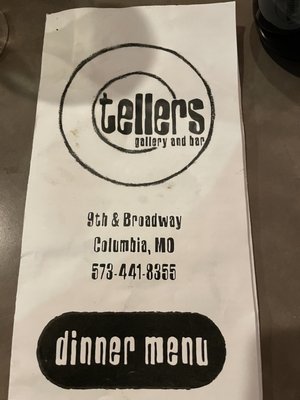 tellers
gallery and bar
9th & Broadway
Columbia, MO
573-441-8355
dinner menu